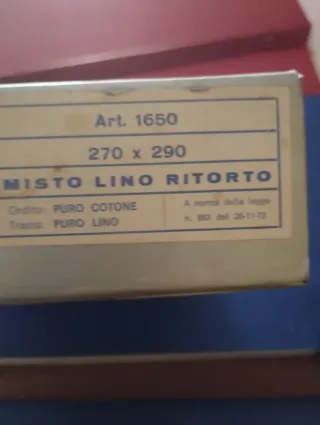 Art. 1650
270 x 290
MISTO LINO RITORTO
Ordito: PURO COTONE
Trama: PURO LINO
A norma della legge
n. 883 del 26-11-73